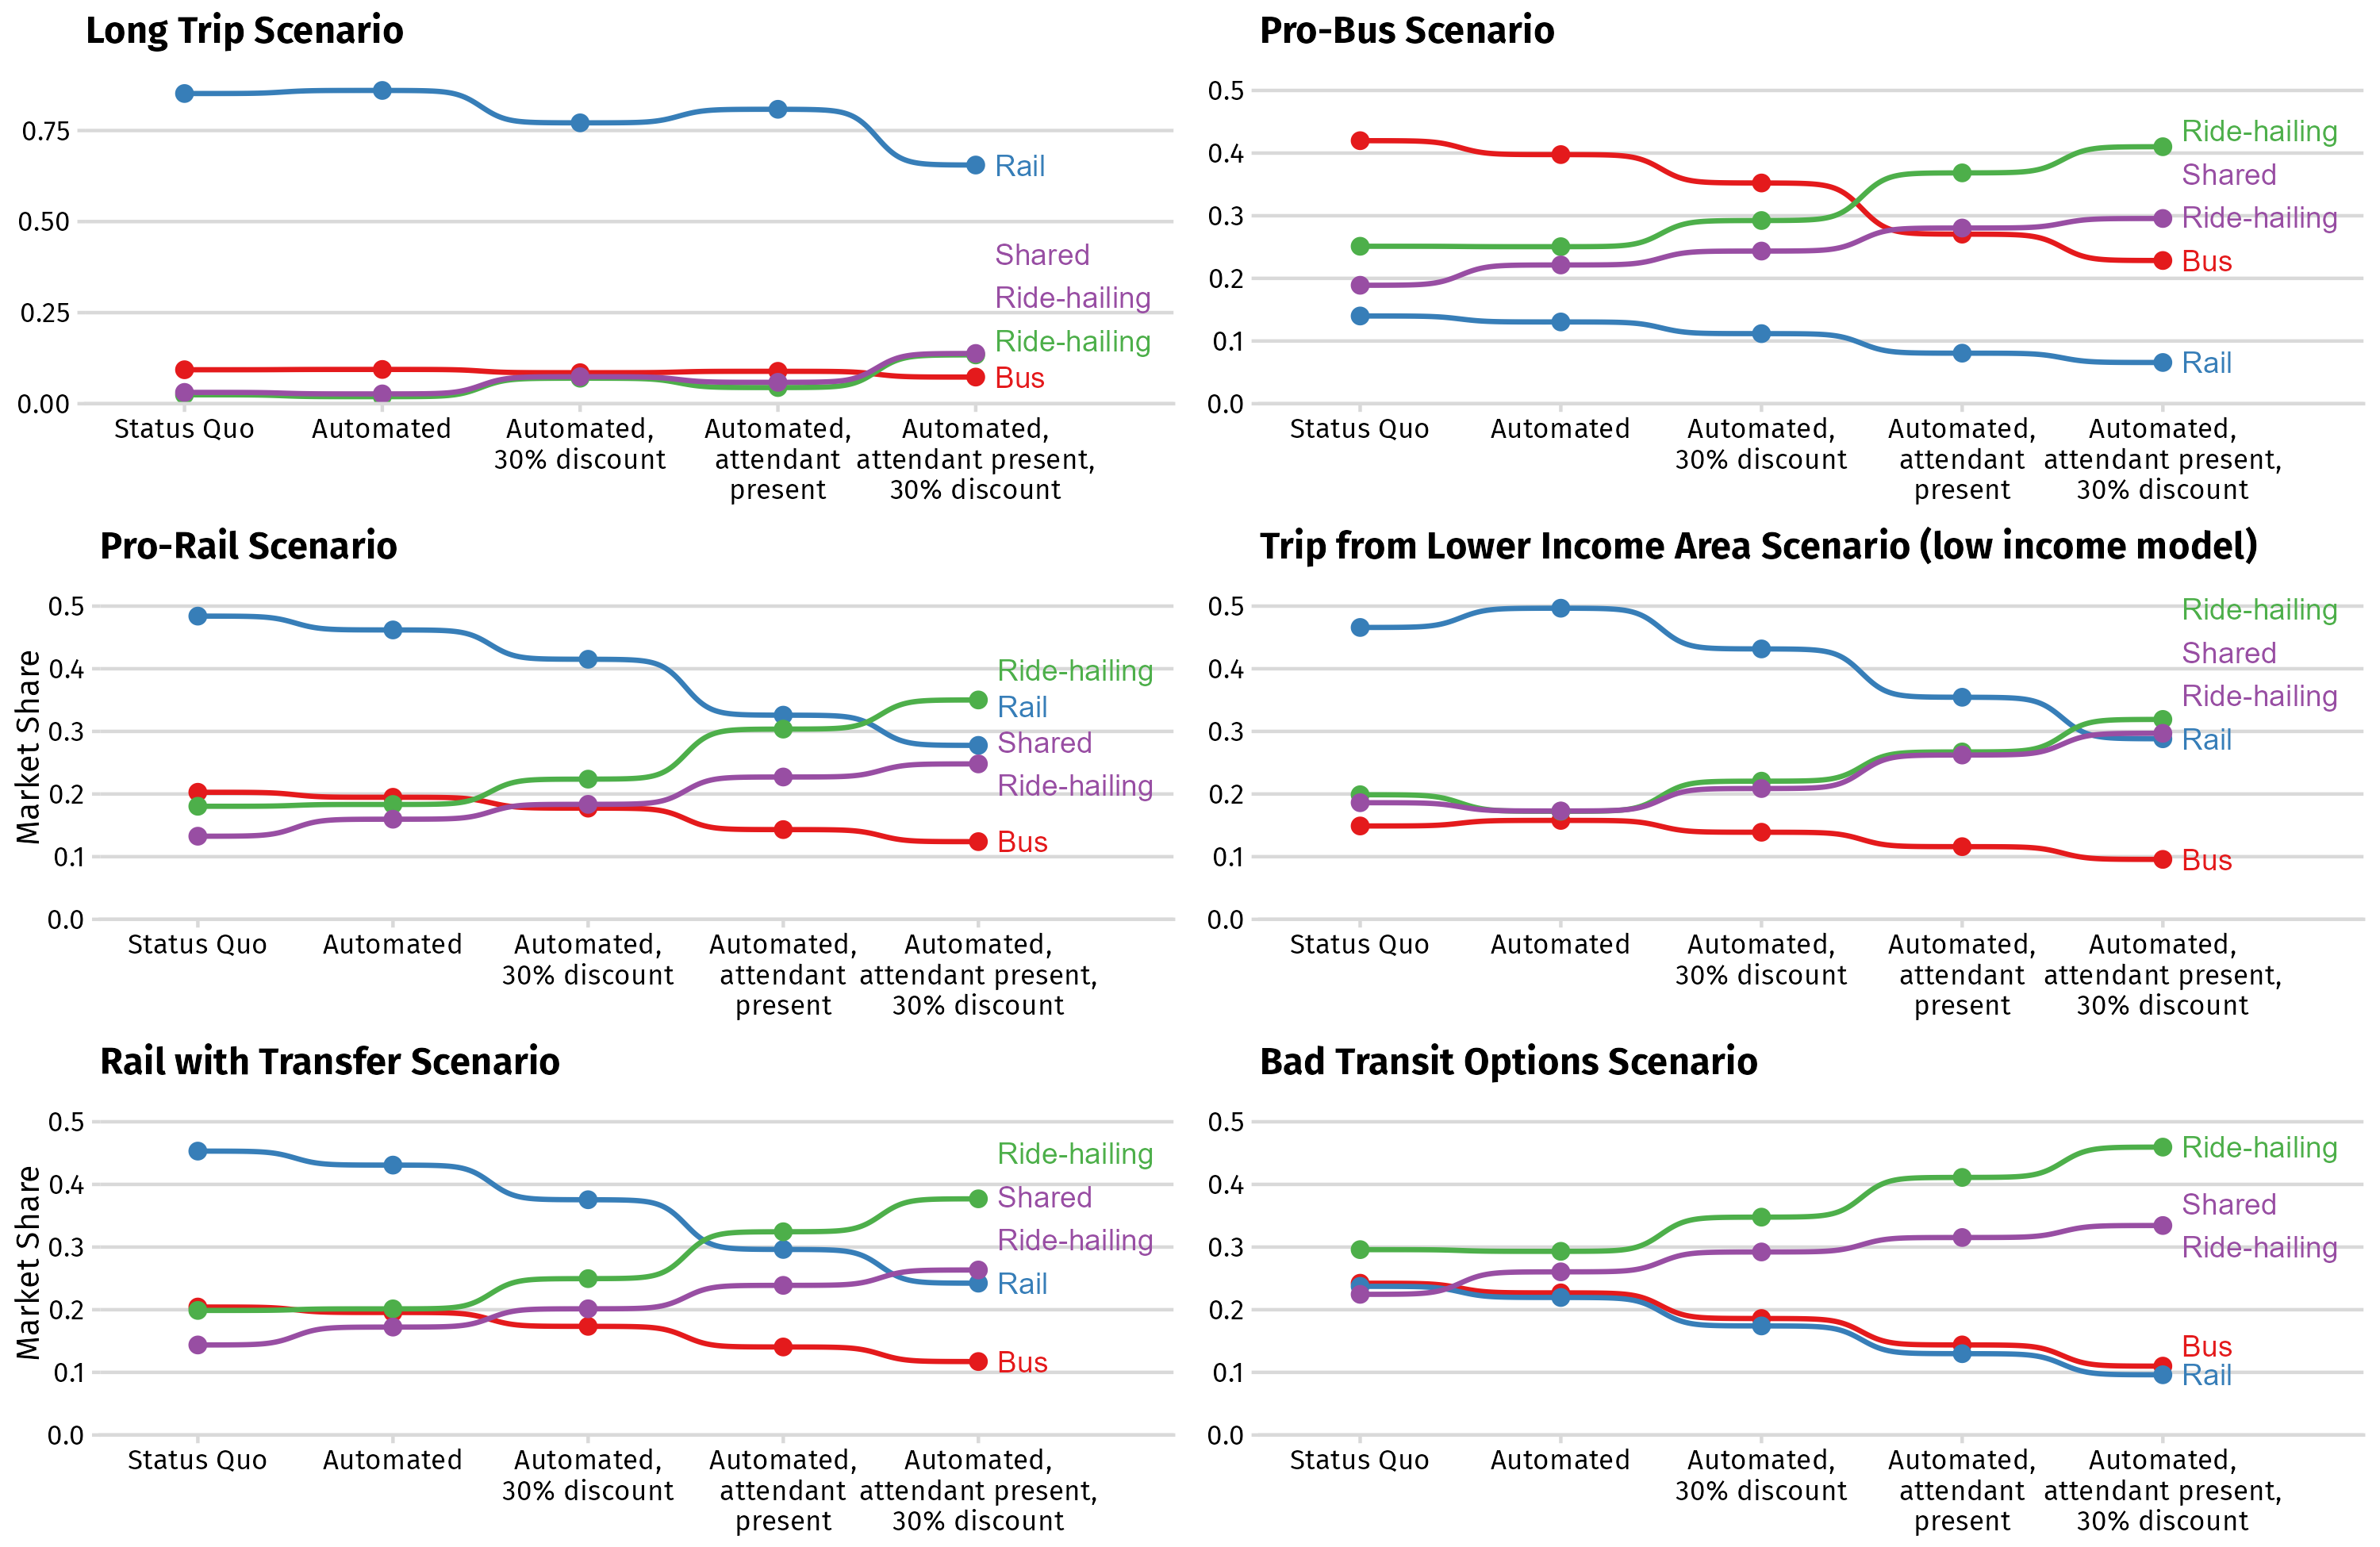 Long Trip Scenario
0.75
0.50
0.25
0.00
Rail
Shared
Ride-hailing
Ride-hailing
Bus
Status Quo
Automated
Automated,
30% discount
Automated,
attendant
present
Automated,
attendant present,
30% discount
Pro-Bus Scenario
0.5
0.4
0.3
0.2
0.1
0.0
Ride-hailing
Shared
Ride-hailing
Bus
Rail
Status Quo
Automated
Automated,
30% discount
Automated,
attendant
present
Automated,
attendant present,
30% discount
Pro-Rail Scenario
Market Share
0.5
0.4
0.3
0.2
0.1
0.0
Ride-hailing
Rail
Shared
Ride-hailing
Bus
Status Quo
Automated
Automated,
30% discount
Automated,
attendant
present
Automated,
attendant present,
30% discount
Trip from Lower Income Area Scenario (low income model)
0.5
0.4
0.3
0.2
0.1
0.0
Ride-hailing
Shared
Ride-hailing
Rail
Bus
Status Quo
Automated
Automated,
30% discount
Automated,
attendant
present
Automated,
attendant present,
30% discount
Rail with Transfer Scenario
Market Share
0.5
0.4
0.3
0.2
0.1
0.0
Ride-hailing
Shared
Ride-hailing
Rail
Bus
Status Quo
Automated
Automated,
30% discount
Automated,
attendant
present
Automated,
attendant present,
30% discount
Bad Transit Options Scenario
0.5
0.4
0.3
0.2
0.1
0.0
Ride-hailing
Shared
Ride-hailing
Bus
Rail
Status Quo
Automated
Automated,
30% discount
Automated,
attendant
present
Automated,
attendant present,
30% discount